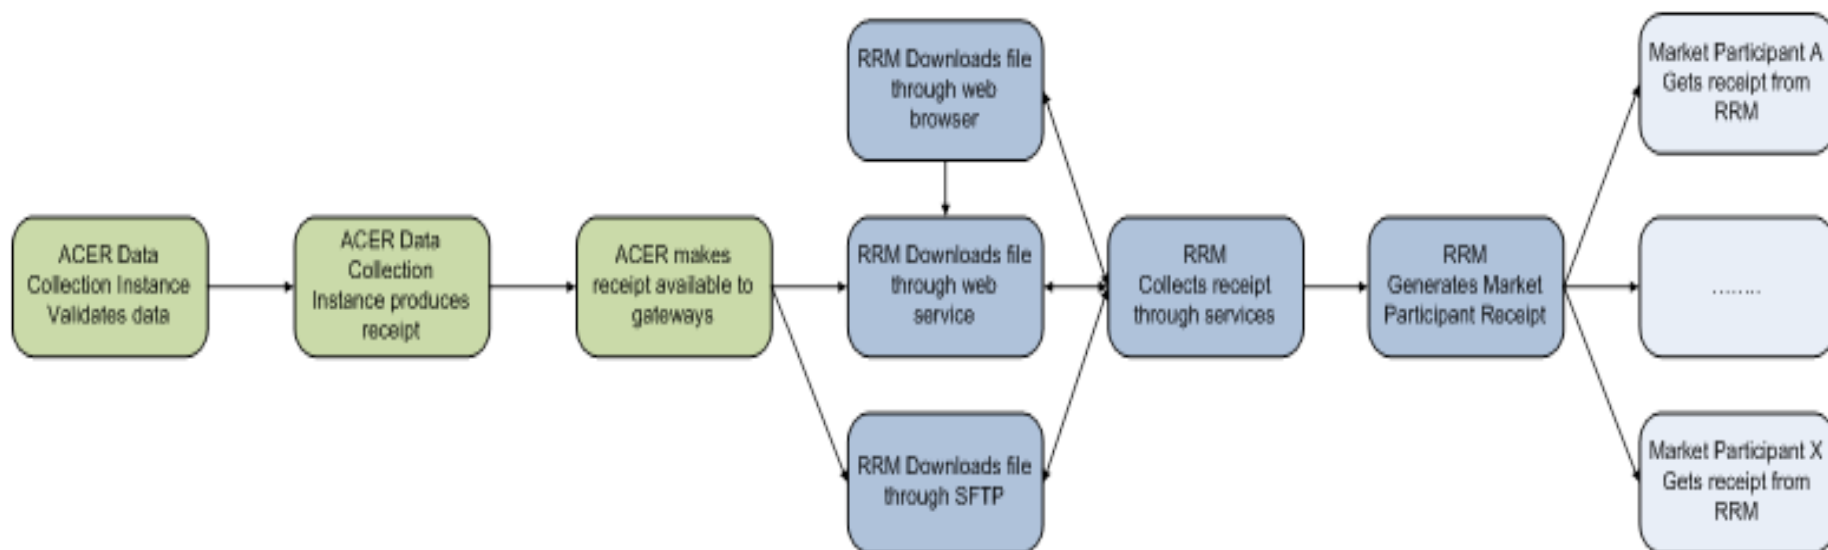 ACER Data
Collection Instance
Validates data
ACER Data
Collection
Instance produces
receipt
ACER makes
receipt available to
gateways
RRM Downloads file
through web
browser
RRM Downloads file
through web
service
RRM Downloads file
through SFTP
RRM
Collects receipt
through services
RRM
Generates Market
Participant Receipt
Market Participant A
Gets receipt from
RRM
........
Market Participant X
Gets receipt from
RRM